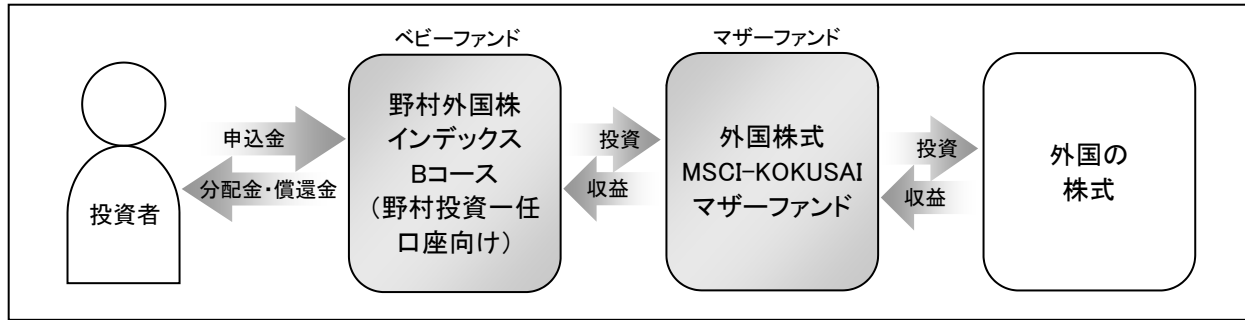 ベビーファンド
マザーファンド
投資者
申込金
分配金・償還金
野村外国株
インデックス
Bコース
（野村投資一任
口座向け）
投資
収益
外国株式
MSCI-KOKUSAI
マザーファンド
投資
収益
外国の
株式